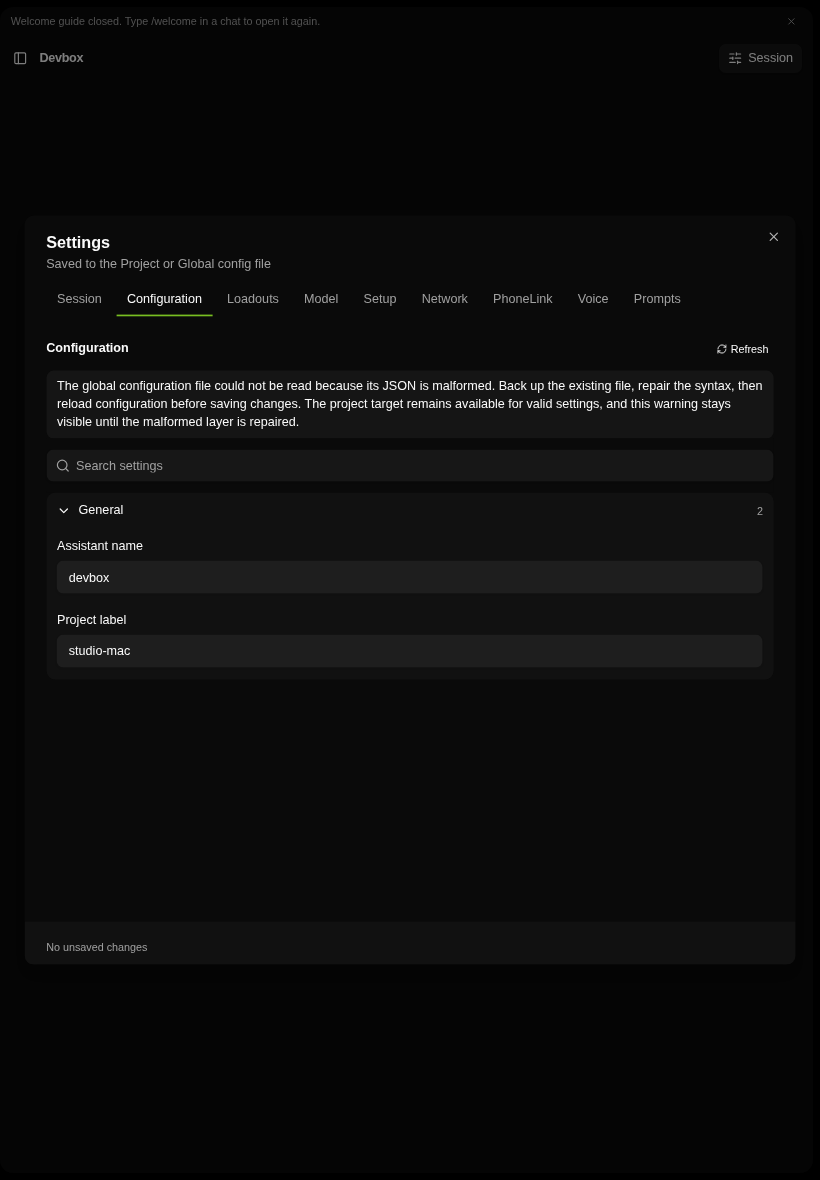 Welcome guide closed. Type /welcome in a chat to open it again.
Devbox
Session
Settings
Saved to the Project or Global config file
Session Configuration Loadouts Model Setup Network PhoneLink Voice Prompts
Configuration
Refresh
The global configuration file could not be read because its JSON is malformed. Back up the existing file, repair the syntax, then
reload configuration before saving changes. The project target remains available for valid settings, and this warning stays
visible until the malformed layer is repaired.
Search settings
General
2
Assistant name
devbox
Project label
studio-mac
No unsaved changes